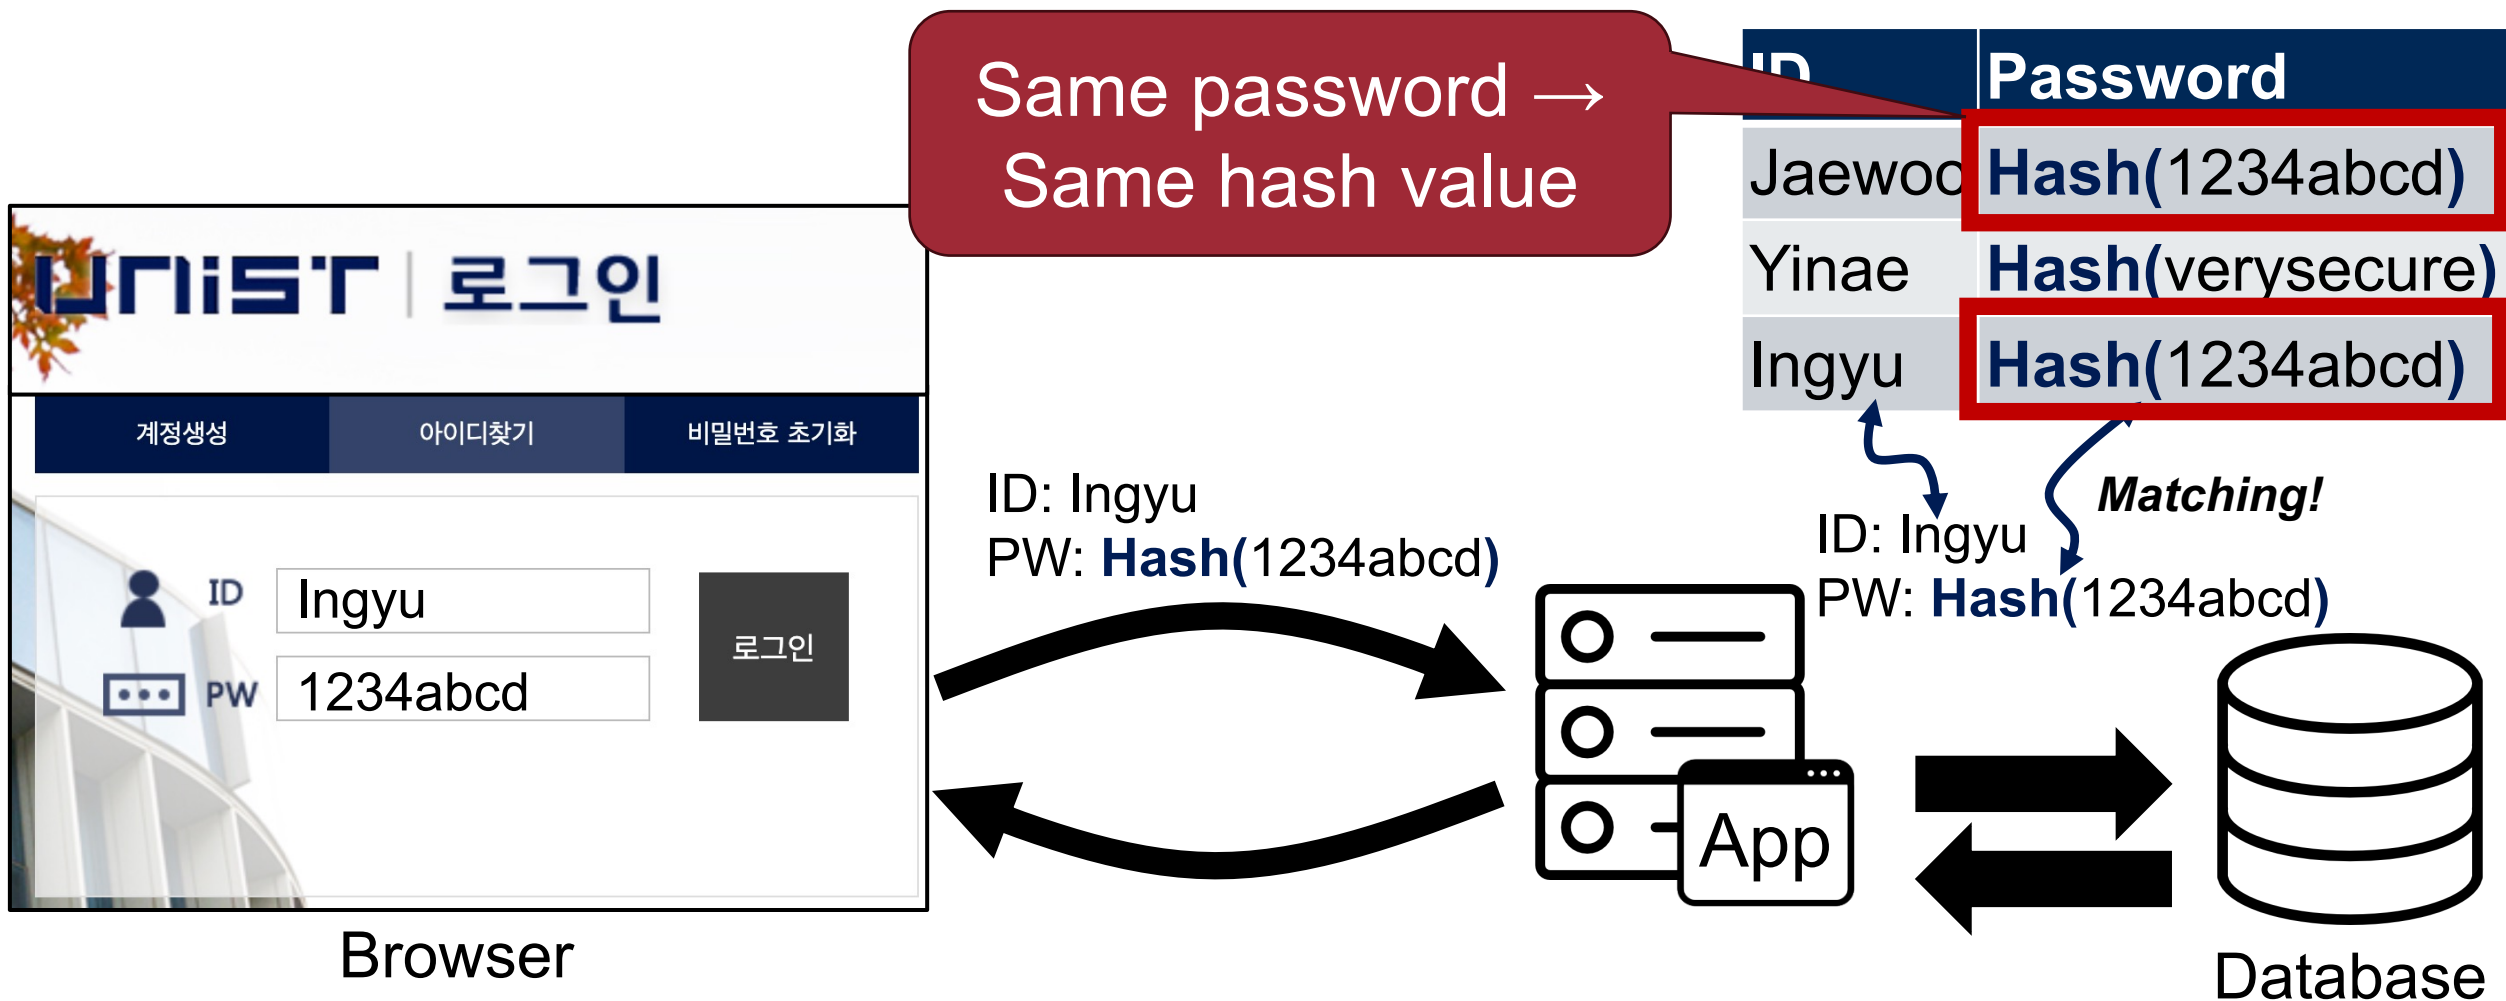 Same password →
Same hash value
ID Password
Jaewoo Hash(1234abcd)
Yinae Hash(verysecure)
Ingyu Hash(1234abcd)
UNIST 로그인
계정생성 아이디찾기 비밀번호 초기화
ID Ingyu
PW 1234abcd
로그인
Browser
ID: Ingyu
PW: Hash(1234abcd)
Matching!
ID: Ingyu
PW: Hash(1234abcd)
App
Database